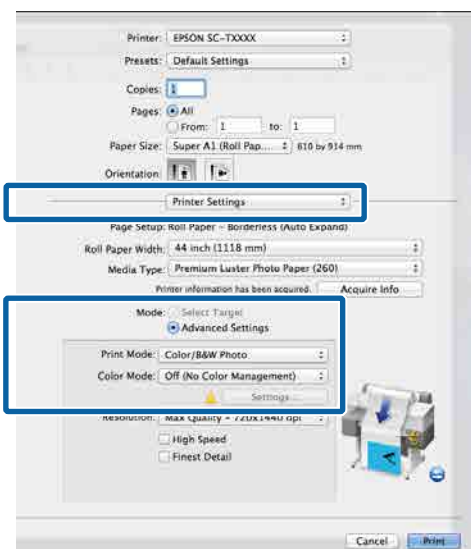 Printer: EPSON SC-TXXXX
Presets: Default Settings
Copies: 1
Pages: All
From: 1 to: 1
Paper Size: Super A1 (Roll Pap... 610 by 914 mm
Orientation:
Printer Settings
Page Setup: Roll Paper - Borderless (Auto Expand)
Roll Paper Width: 44 inch (1118 mm)
Media Type: Premium Luster Photo Paper (260)
Printer information has been acquired. Acquire Info
Mode: Select Target
Advanced Settings
Print Mode: Color/B&W Photo
Color Mode: Off (No Color Management)
Settings...
Resolution: Max Quality - 720x1440 dpi
High Speed
Finest Detail
Cancel Print